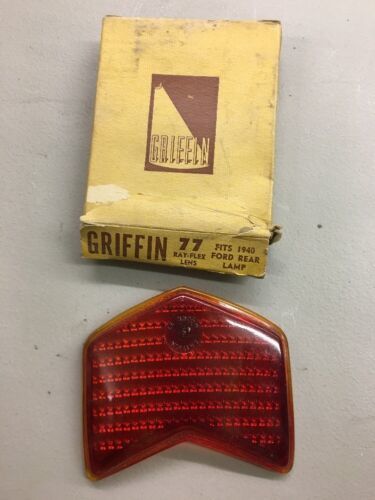 GRIFFIN
GRIFFIN 77 RAY-FLEX LENS
FITS 1940
FORD REAR
LAMP